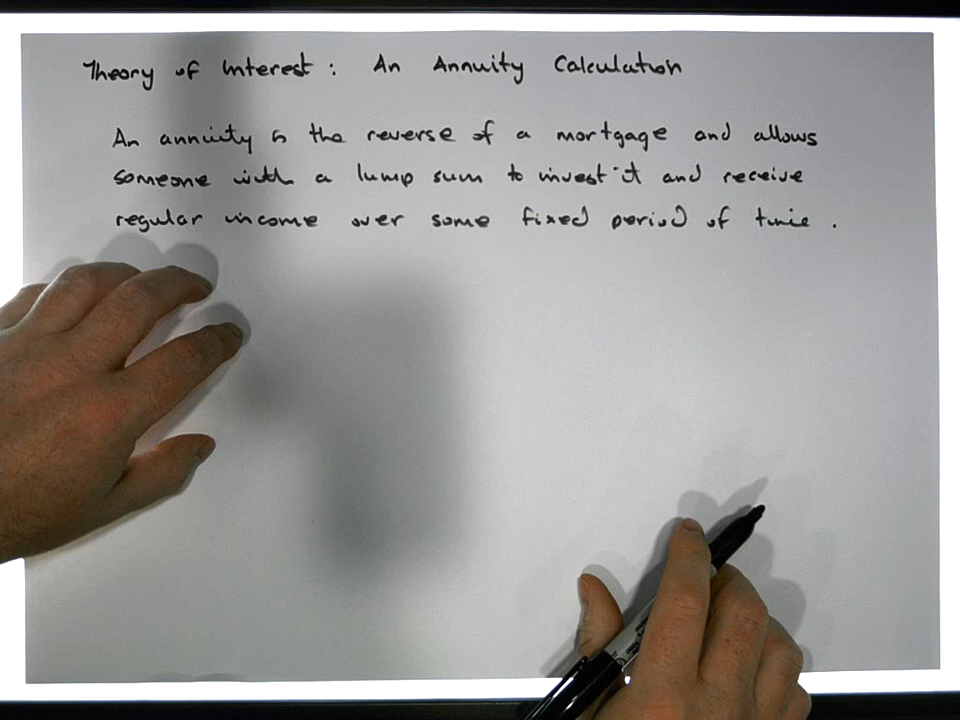 Theory of Interest : An Annuity Calculation
An annuity is the reverse of a mortgage and allows
someone with a lump sum to invest it and receive
regular income over some fixed period of time .